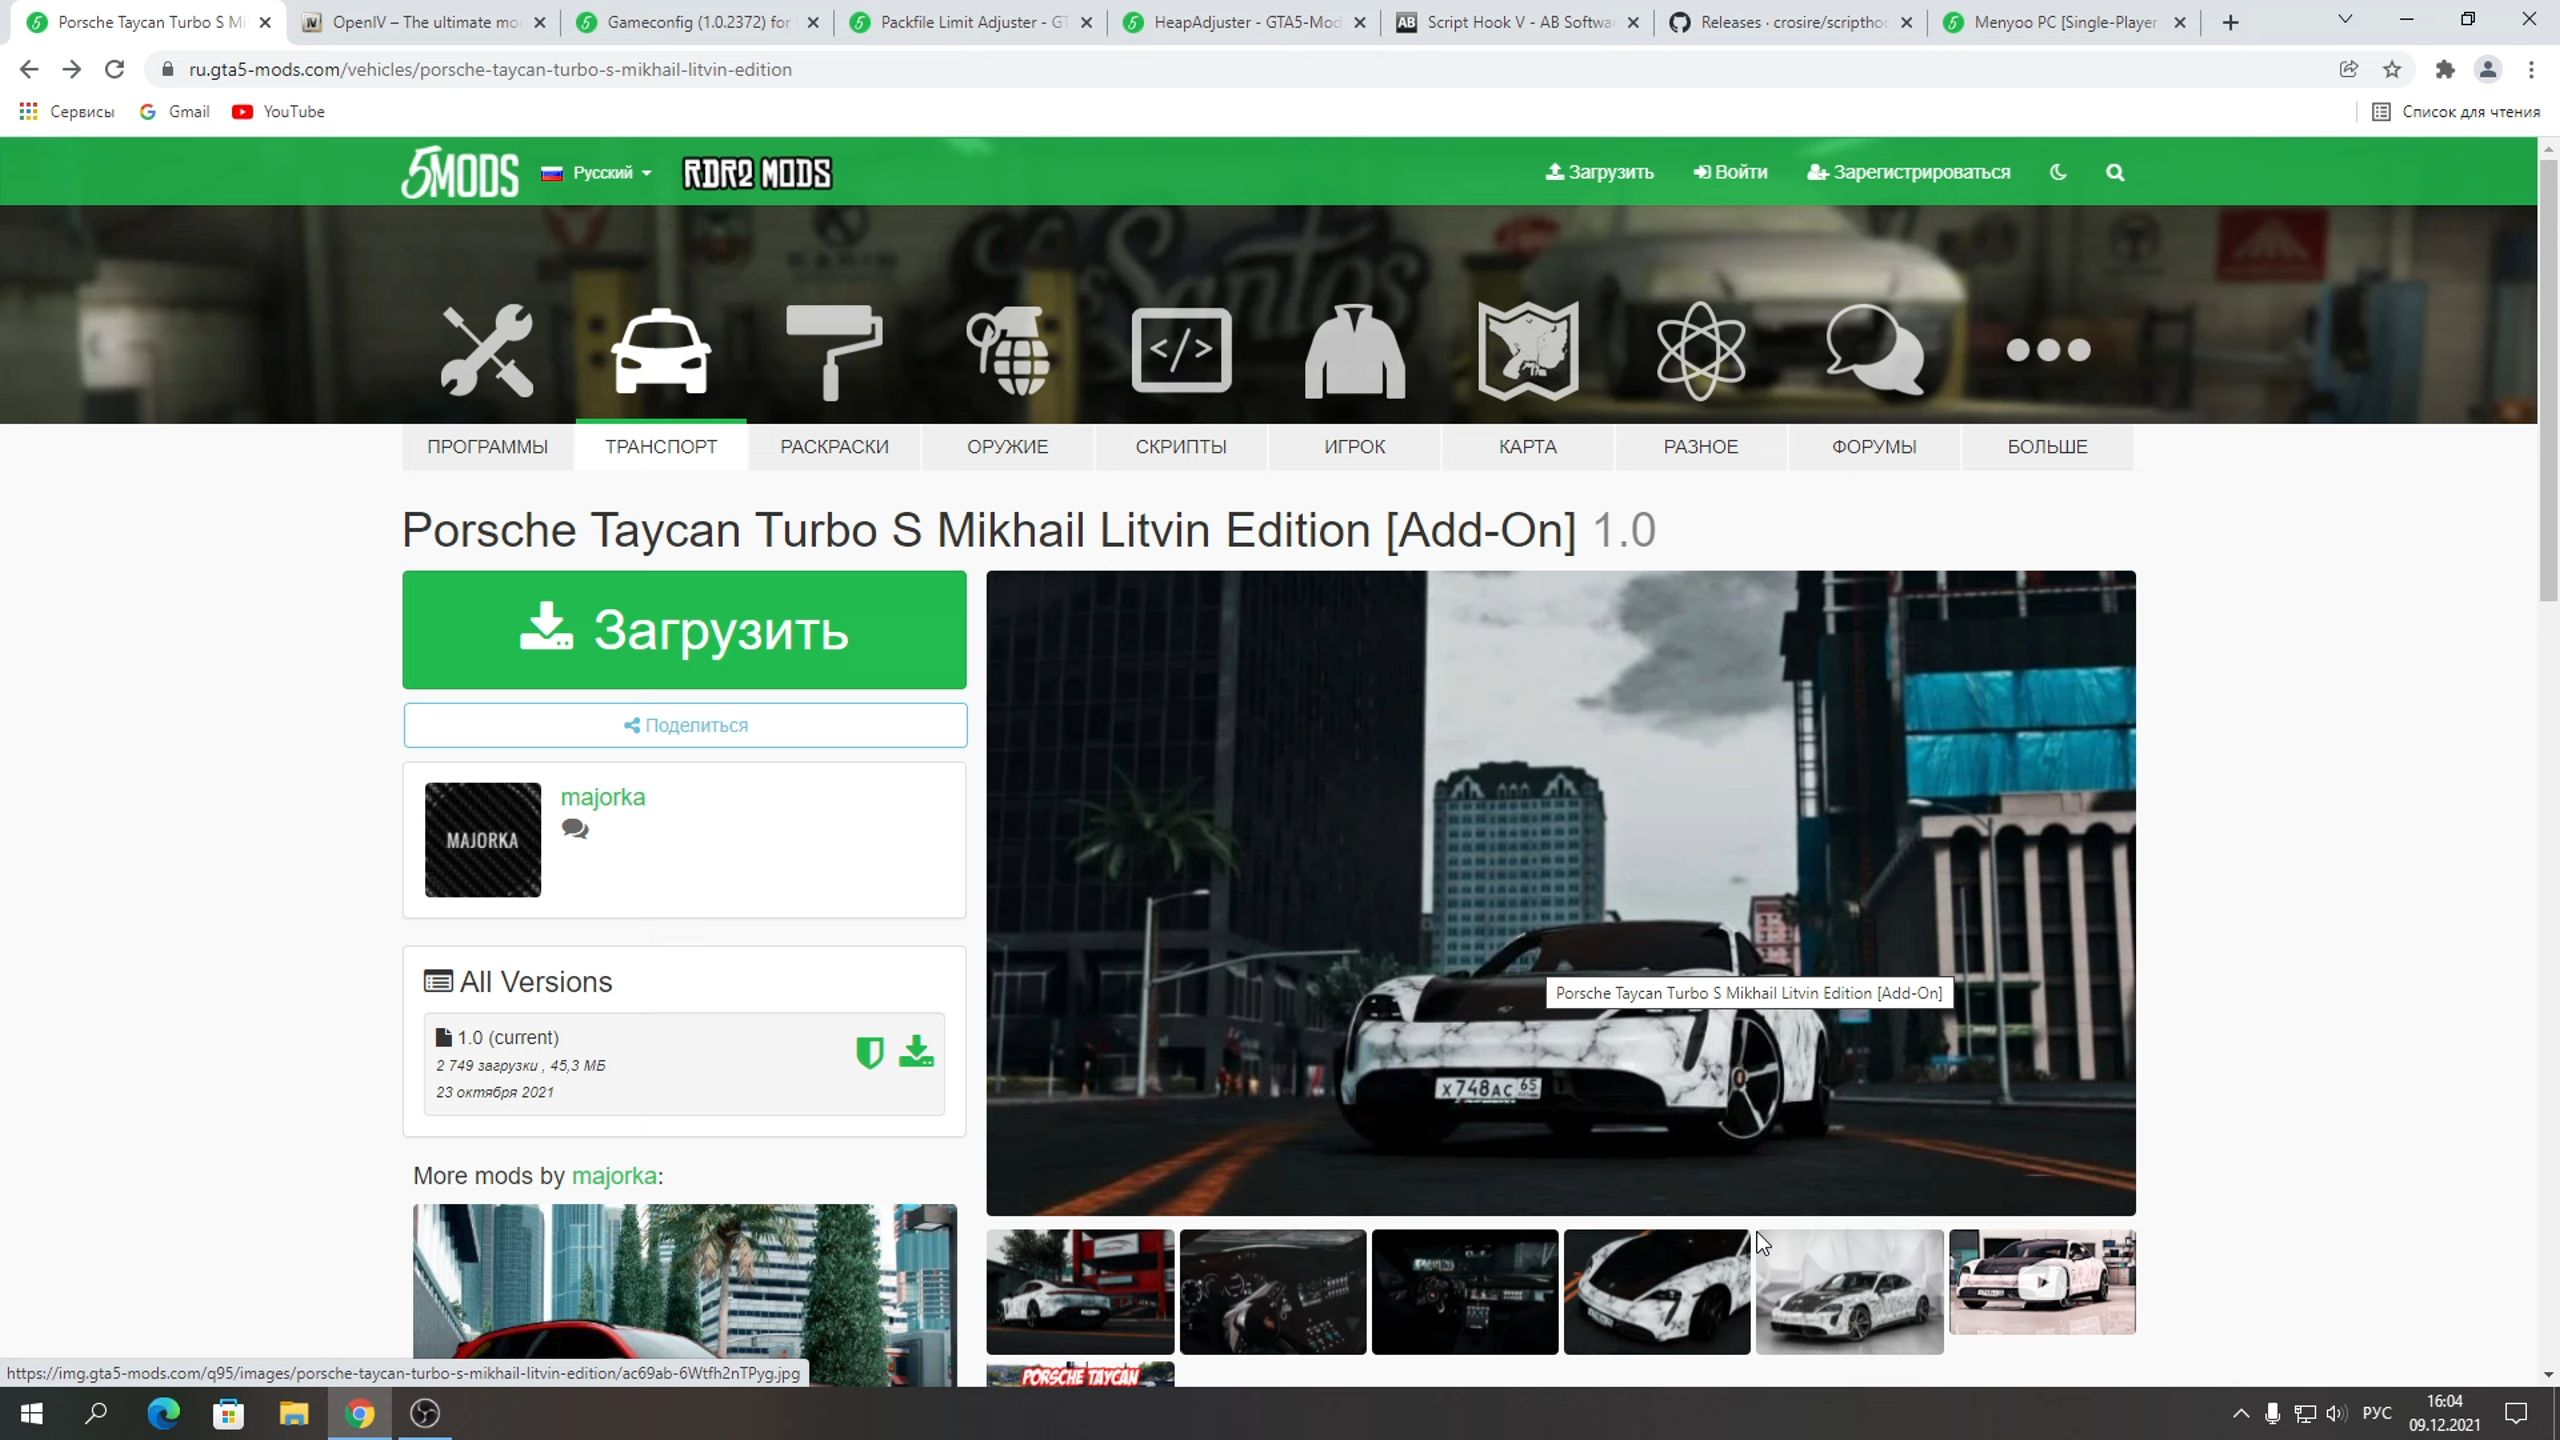 Porsche Taycan Turbo S Mi
OpenIV – The ultimate mo
Gameconfig (1.0.2372) for
Packfile Limit Adjuster - GT
HeapAdjuster - GTA5-Mod
Script Hook V - AB Softwa
Releases · crosire/scriptho
Menyoo PC [Single-Player
ru.gta5-mods.com/vehicles/porsche-taycan-turbo-s-mikhail-litvin-edition
Сервисы
Gmail
YouTube
Список для чтения
5MODS
Русский
RDR2 MODS
Загрузить
Войти
Зарегистрироваться
ПРОГРАММЫ
ТРАНСПОРТ
РАСКРАСКИ
ОРУЖИЕ
СКРИПТЫ
ИГРОК
КАРТА
РАЗНОЕ
ФОРУМЫ
БОЛЬШЕ
Porsche Taycan Turbo S Mikhail Litvin Edition [Add-On] 1.0
Загрузить
Поделиться
MAJORKA
majorka
All Versions
1.0 (current)
2 749 загрузки , 45,3 МБ
23 октября 2021
More mods by majorka:
Porsche Taycan Turbo S Mikhail Litvin Edition [Add-On]
х748АС 65
PORSCHE TAYCAN
https://img.gta5-mods.com/q95/images/porsche-taycan-turbo-s-mikhail-litvin-edition/ac69ab-6Wtfh2nTPyg.jpg
РУС
16:04
09.12.2021